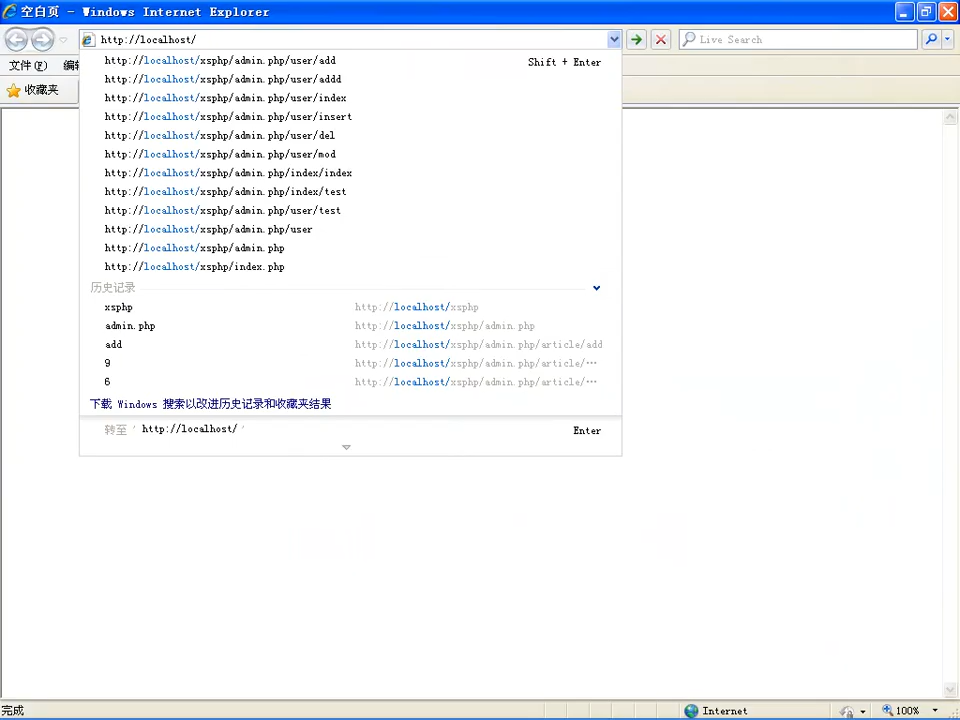 空白页 - Windows Internet Explorer
http://localhost/
Live Search
文件(F)
编辑
收藏夹
http://localhost/xsphp/admin.php/user/add
Shift + Enter
http://localhost/xsphp/admin.php/user/addd
http://localhost/xsphp/admin.php/user/index
http://localhost/xsphp/admin.php/user/insert
http://localhost/xsphp/admin.php/user/del
http://localhost/xsphp/admin.php/user/mod
http://localhost/xsphp/admin.php/index/index
http://localhost/xsphp/admin.php/index/test
http://localhost/xsphp/admin.php/user/test
http://localhost/xsphp/admin.php/user
http://localhost/xsphp/admin.php
http://localhost/xsphp/index.php
历史记录
xsphp http://localhost/xsphp
admin.php http://localhost/xsphp/admin.php
add http://localhost/xsphp/admin.php/article/add
9 http://localhost/xsphp/admin.php/article/...
6 http://localhost/xsphp/admin.php/article/...
下载 Windows 搜索以改进历史记录和收藏夹结果
转至 ' http://localhost/ '
Enter
完成
Internet
100%